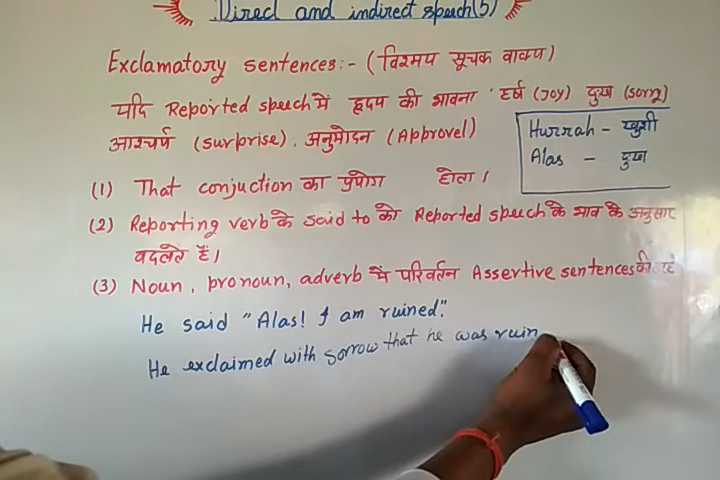 Direct and indirect speech(5)
Exclamatory sentences:- (विस्मय सूचक वाक्य)
यदि Reported speech में हृदय की भावना हर्ष (Joy) दुःख (sorry)
आश्चर्य (surprise), अनुमोदन (Approvel)
Hurrah - खुशी
Alas - दुःख
(1) That conjuction का प्रयोग होता।
(2) Reporting verb के said to को Reported speech के भाव के अनुसार
बदलते हैं।
(3) Noun, pronoun, adverb में परिवर्तन Assertive sentences की
He said "Alas! I am ruined."
He exclaimed with sorrow that he was ruin